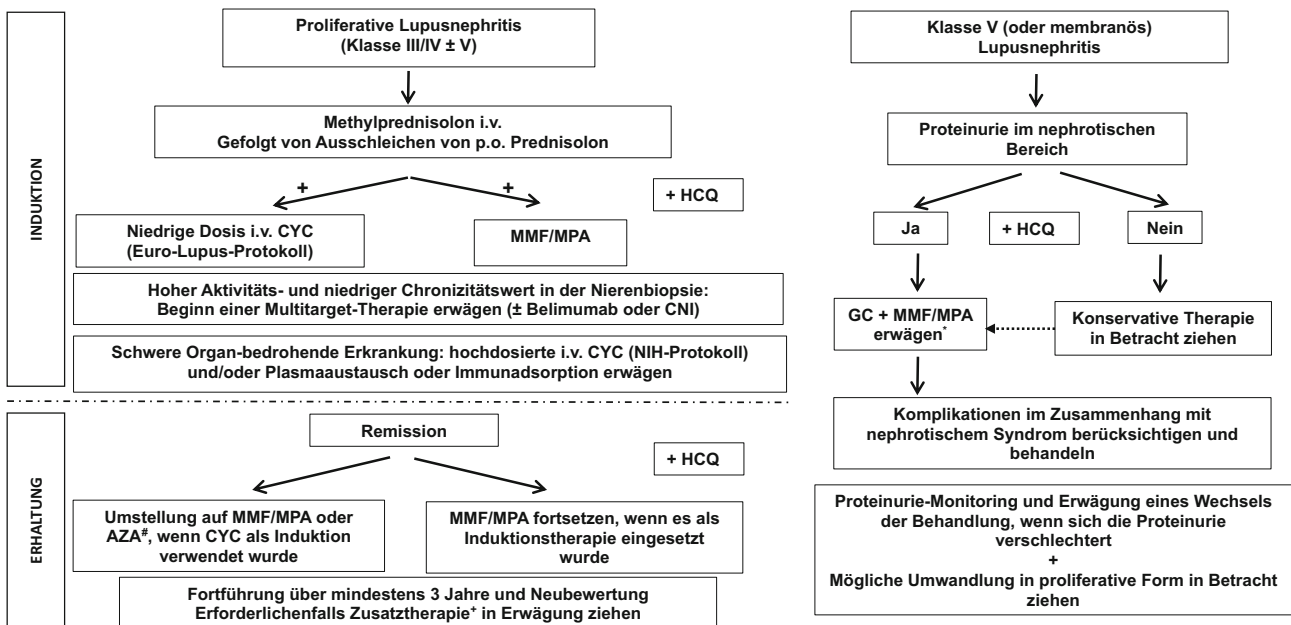 INDUKTION
Proliferative Lupusnephritis
(Klasse III/IV ± V)
Methylprednisolon i.v.
Gefolgt von Ausschleichen von p.o. Prednisolon
+
+
+ HCQ
Niedrige Dosis i.v. CYC
(Euro-Lupus-Protokoll)
MMF/MPA
Hoher Aktivitäts- und niedriger Chronizitätswert in der Nierenbiopsie:
Beginn einer Multitarget-Therapie erwägen (± Belimumab oder CNI)
Schwere Organ-bedrohende Erkrankung: hochdosierte i.v. CYC (NIH-Protokoll)
und/oder Plasmaaustausch oder Immunadsorption erwägen
ERHALTUNG
Remission
+ HCQ
Umstellung auf MMF/MPA oder
AZA#, wenn CYC als Induktion
verwendet wurde
MMF/MPA fortsetzen, wenn es als
Induktionstherapie eingesetzt
wurde
Fortführung über mindestens 3 Jahre und Neubewertung
Erforderlichenfalls Zusatztherapie+ in Erwägung ziehen
Klasse V (oder membranös)
Lupusnephritis
Proteinurie im nephrotischen
Bereich
Ja
+ HCQ
Nein
GC + MMF/MPA
erwägen*
Konservative Therapie
in Betracht ziehen
Komplikationen im Zusammenhang mit
nephrotischem Syndrom berücksichtigen und
behandeln
Proteinurie-Monitoring und Erwägung eines Wechsels
der Behandlung, wenn sich die Proteinurie
verschlechtert
+
Mögliche Umwandlung in proliferative Form in Betracht
ziehen